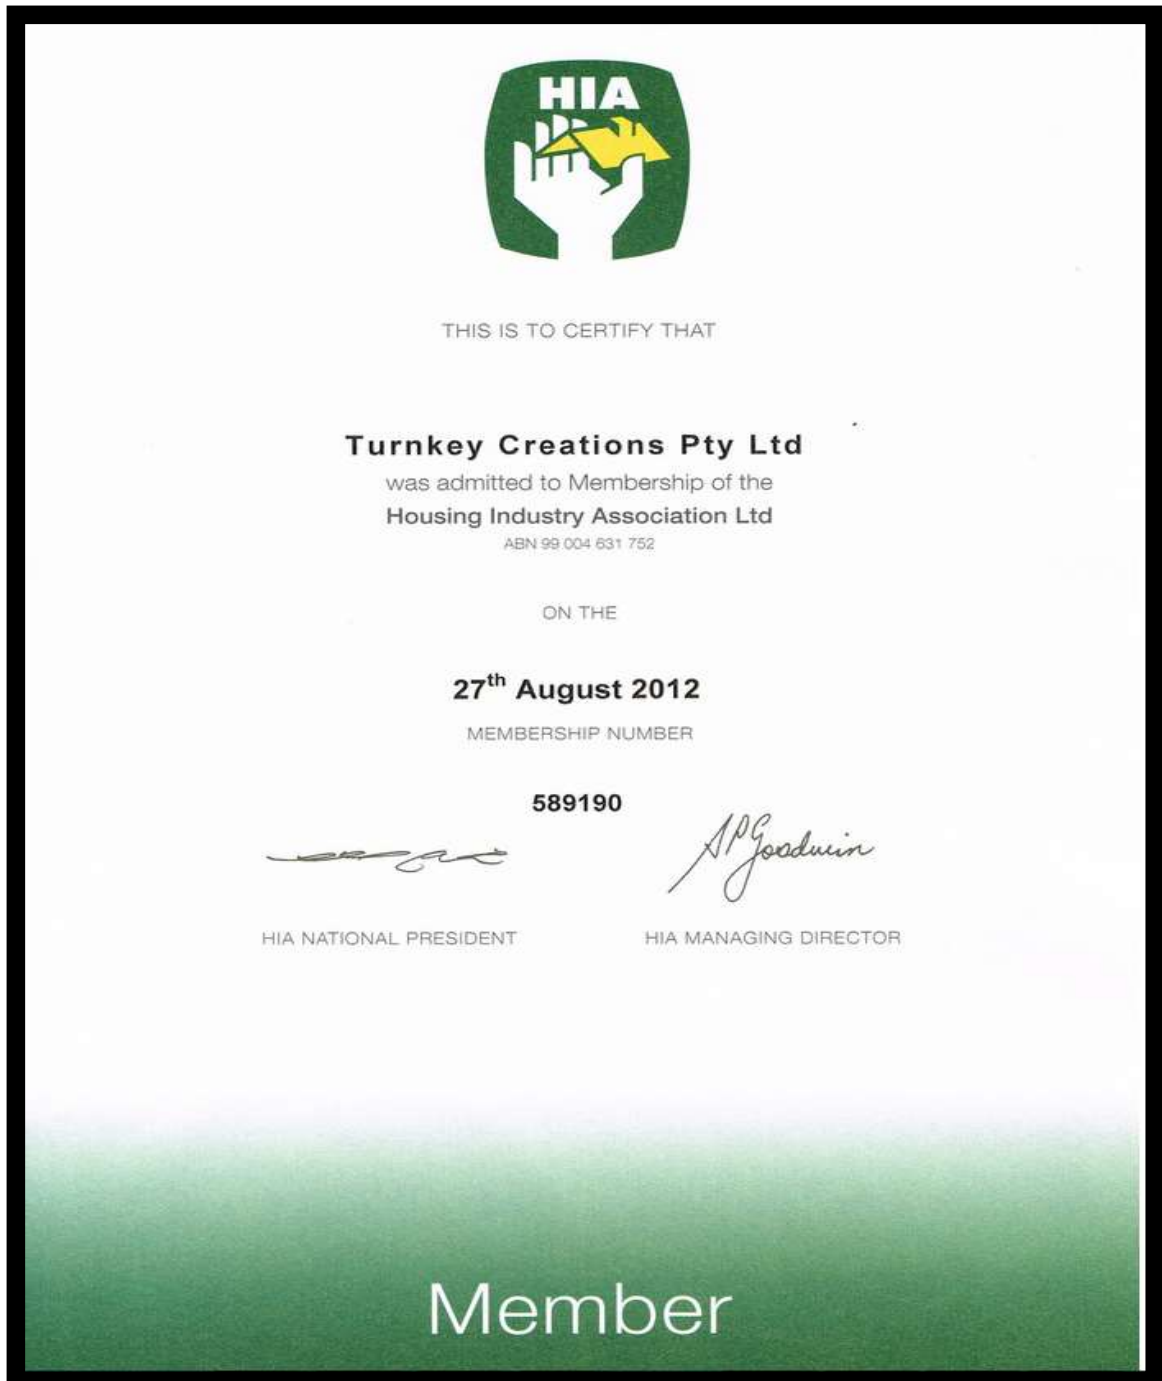 HIA
THIS IS TO CERTIFY THAT
Turnkey Creations Pty Ltd
was admitted to Membership of the
Housing Industry Association Ltd
ABN 99 004 631 752
ON THE
27th August 2012
MEMBERSHIP NUMBER
589190
SPGoodwin
HIA NATIONAL PRESIDENT HIA MANAGING DIRECTOR
Member